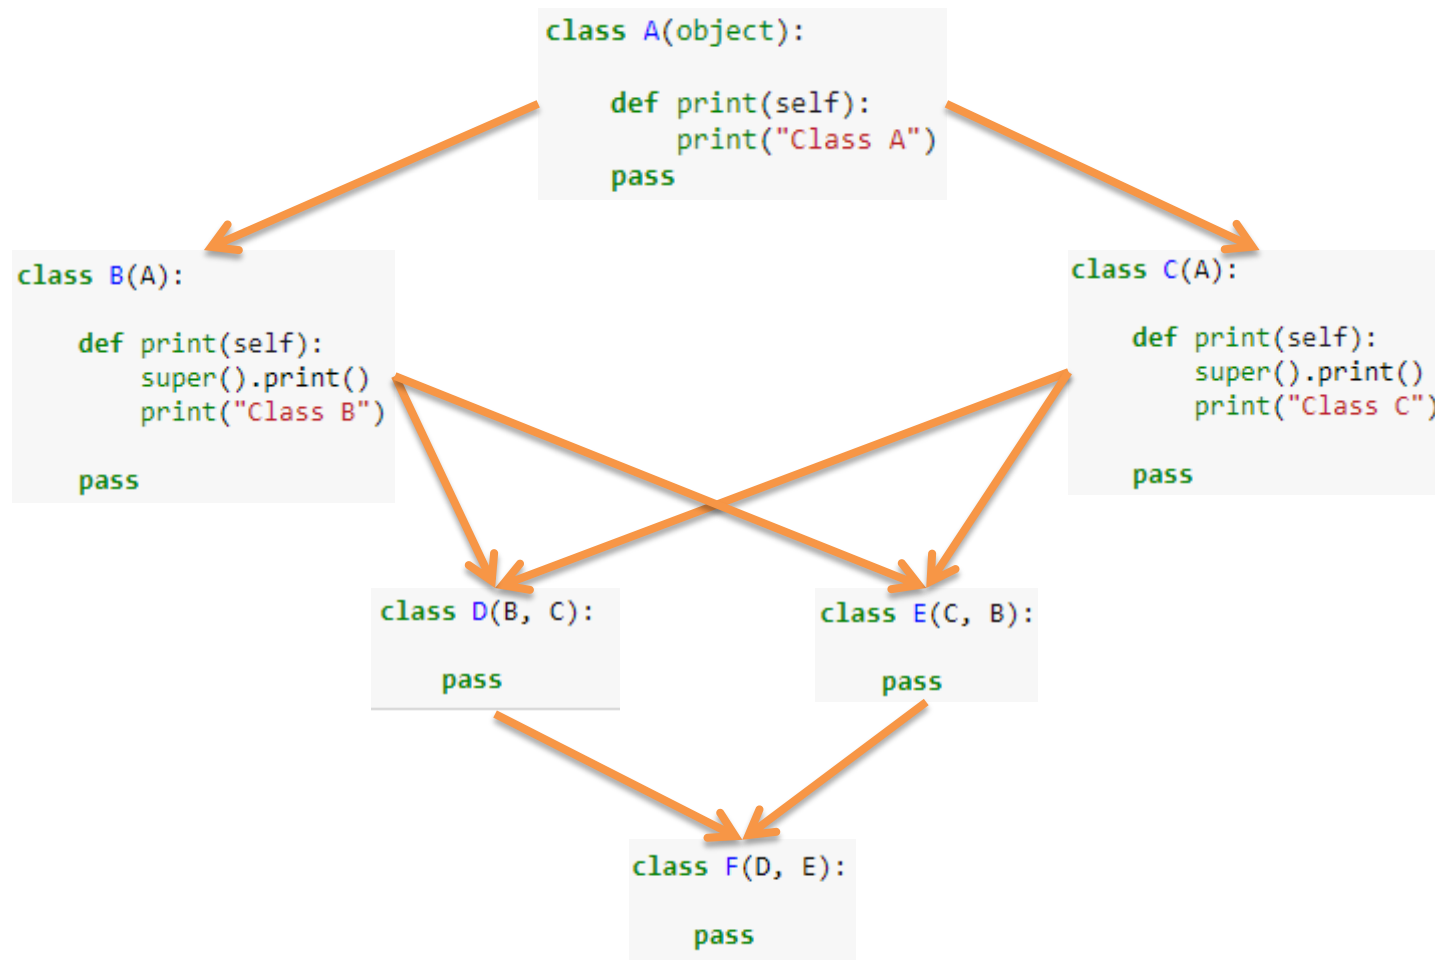 class A(object):
def print(self):
print("Class A")
pass
class B(A):
def print(self):
super().print()
print("Class B")
pass
class C(A):
def print(self):
super().print()
print("Class C")
pass
class D(B, C):
pass
class E(C, B):
pass
class F(D, E):
pass